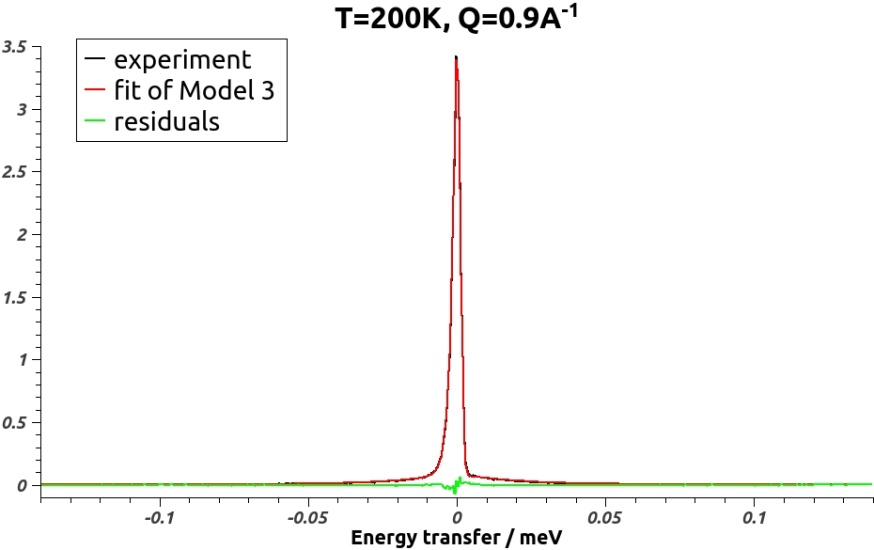 T=200K, Q=0.9A-1
experiment
fit of Model 3
residuals
3.5
3
2.5
2
1.5
1
0.5
0
-0.1 -0.05 0 0.05 0.1
Energy transfer / meV